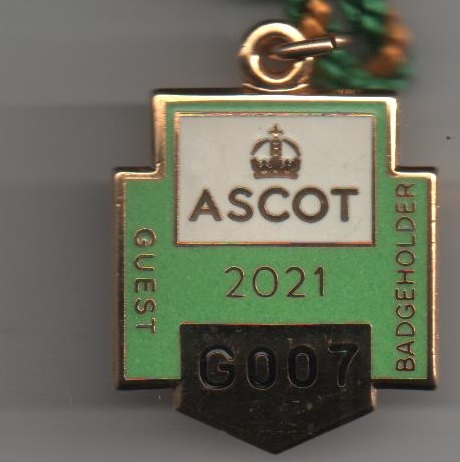 ASCOT
GUEST
2021
BADGEHOLDER
G007